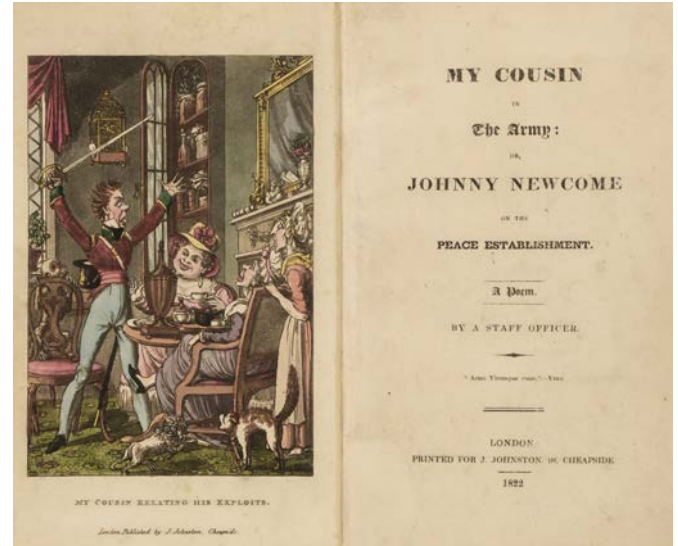 MY COUSIN RELATING HIS EXPLOITS.
London, Published by J. Johnston, Cheapside.
MY COUSIN
IN
The Army:
OR,
JOHNNY NEWCOME
ON THE
PEACE ESTABLISHMENT.
A Poem.
BY A STAFF OFFICER.
"Arma Virumque cano,"—VIRG.
LONDON
PRINTED FOR J. JOHNSTON, CHEAPSIDE
1822